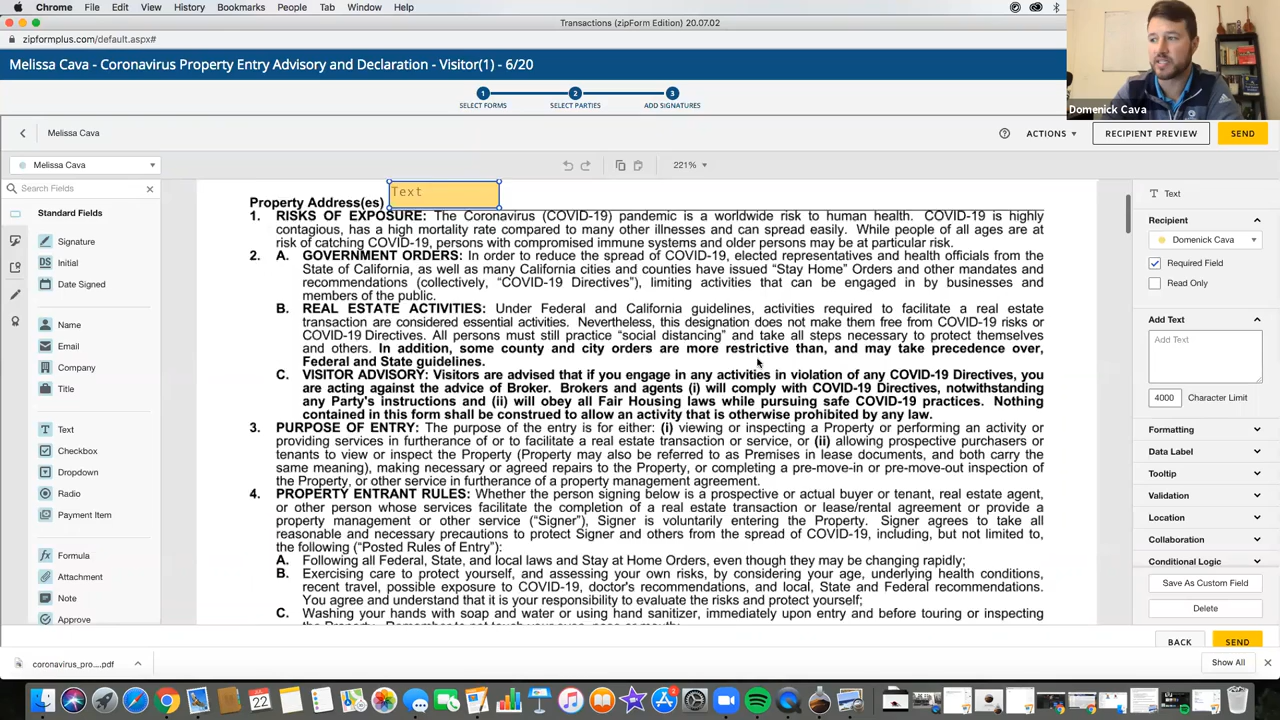 Chrome File Edit View History Bookmarks People Tab Window Help
Transactions (zipForm Edition) 20.07.02
zipformplus.com/default.aspx#
Melissa Cava - Coronavirus Property Entry Advisory and Declaration - Visitor(1) - 6/20
1 2 3
SELECT FORMS SELECT PARTIES ADD SIGNATURES
Domenick Cava
Melissa Cava
ACTIONS RECIPIENT PREVIEW SEND
Melissa Cava
221%
Search Fields
Standard Fields
Signature
DS Initial
Date Signed
Name
Email
Company
Title
Text
Checkbox
Dropdown
Radio
Payment Item
Formula
Attachment
Note
Approve
Text
Property Address(es)
1. RISKS OF EXPOSURE: The Coronavirus (COVID-19) pandemic is a worldwide risk to human health. COVID-19 is highly
contagious, has a high mortality rate compared to many other illnesses and can spread easily. While people of all ages are at
risk of catching COVID-19, persons with compromised immune systems and older persons may be at particular risk.
2. A. GOVERNMENT ORDERS: In order to reduce the spread of COVID-19, elected representatives and health officials from the
State of California, as well as many California cities and counties have issued “Stay Home” Orders and other mandates and
recommendations (collectively, “COVID-19 Directives”), limiting activities that can be engaged in by businesses and
members of the public.
B. REAL ESTATE ACTIVITIES: Under Federal and California guidelines, activities required to facilitate a real estate
transaction are considered essential activities. Nevertheless, this designation does not make them free from COVID-19 risks or
COVID-19 Directives. All persons must still practice “social distancing” and take all steps necessary to protect themselves
and others. In addition, some county and city orders are more restrictive than, and may take precedence over,
Federal and State guidelines.
C. VISITOR ADVISORY: Visitors are advised that if you engage in any activities in violation of any COVID-19 Directives, you
are acting against the advice of Broker. Brokers and agents (i) will comply with COVID-19 Directives, notwithstanding
any Party's instructions and (ii) will obey all Fair Housing laws while pursuing safe COVID-19 practices. Nothing
contained in this form shall be construed to allow an activity that is otherwise prohibited by any law.
3. PURPOSE OF ENTRY: The purpose of the entry is for either: (i) viewing or inspecting a Property or performing an activity or
providing services in furtherance of or to facilitate a real estate transaction or service, or (ii) allowing prospective purchasers or
tenants to view or inspect the Property (Property may also be referred to as Premises in lease documents, and both carry the
same meaning), making necessary or agreed repairs to the Property, or completing a pre-move-in or pre-move-out inspection of
the Property, or other service in furtherance of a property management agreement.
4. PROPERTY ENTRANT RULES: Whether the person signing below is a prospective or actual buyer or tenant, real estate agent,
or other person whose services facilitate the completion of a real estate transaction or lease/rental agreement or provide a
property management or other service (“Signer”), Signer is voluntarily entering the Property. Signer agrees to take all
reasonable and necessary precautions to protect Signer and others from the spread of COVID-19, including, but not limited to,
the following (“Posted Rules of Entry”):
A. Following all Federal, State, and local laws and Stay at Home Orders, even though they may be changing rapidly;
B. Exercising care to protect yourself, and assessing your own risks, by considering your age, underlying health conditions,
recent travel, possible exposure to COVID-19, doctor's recommendations, and local, State and Federal recommendations.
You agree and understand that it is your responsibility to evaluate the risks and protect yourself;
C. Washing your hands with soap and water or using hand sanitizer, immediately upon entry and before touring or inspecting
Text
Recipient
Domenick Cava
Required Field
Read Only
Add Text
Add Text
4000 Character Limit
Formatting
Data Label
Tooltip
Validation
Location
Collaboration
Conditional Logic
Save As Custom Field
Delete
BACK SEND
coronavirus_pro....pdf
Show All
22